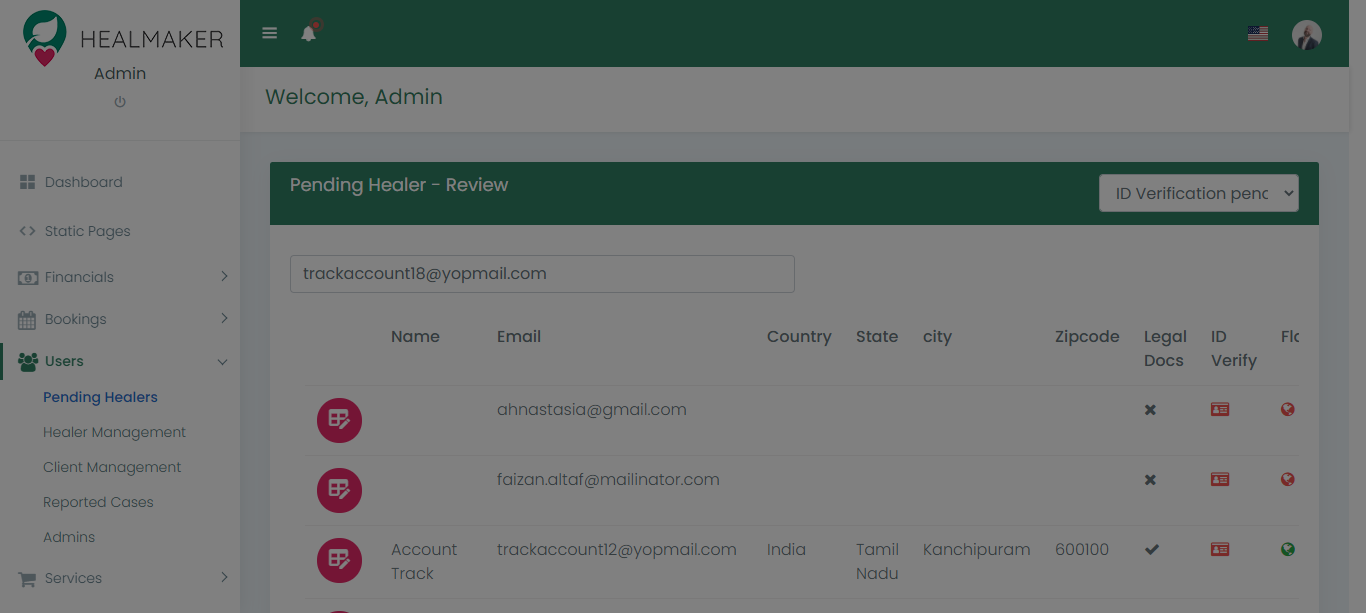 HEALMAKER
Admin
Welcome, Admin
Dashboard
Static Pages
Financials
Bookings
Users
Pending Healers
Healer Management
Client Management
Reported Cases
Admins
Services
Pending Healer - Review
ID Verification penc
trackaccount18@yopmail.com
Name Email Country State city Zipcode Legal Docs ID Verify Flc
ahnastasia@gmail.com
faizan.altaf@mailinator.com
Account Track trackaccount12@yopmail.com India Tamil Nadu Kanchipuram 600100